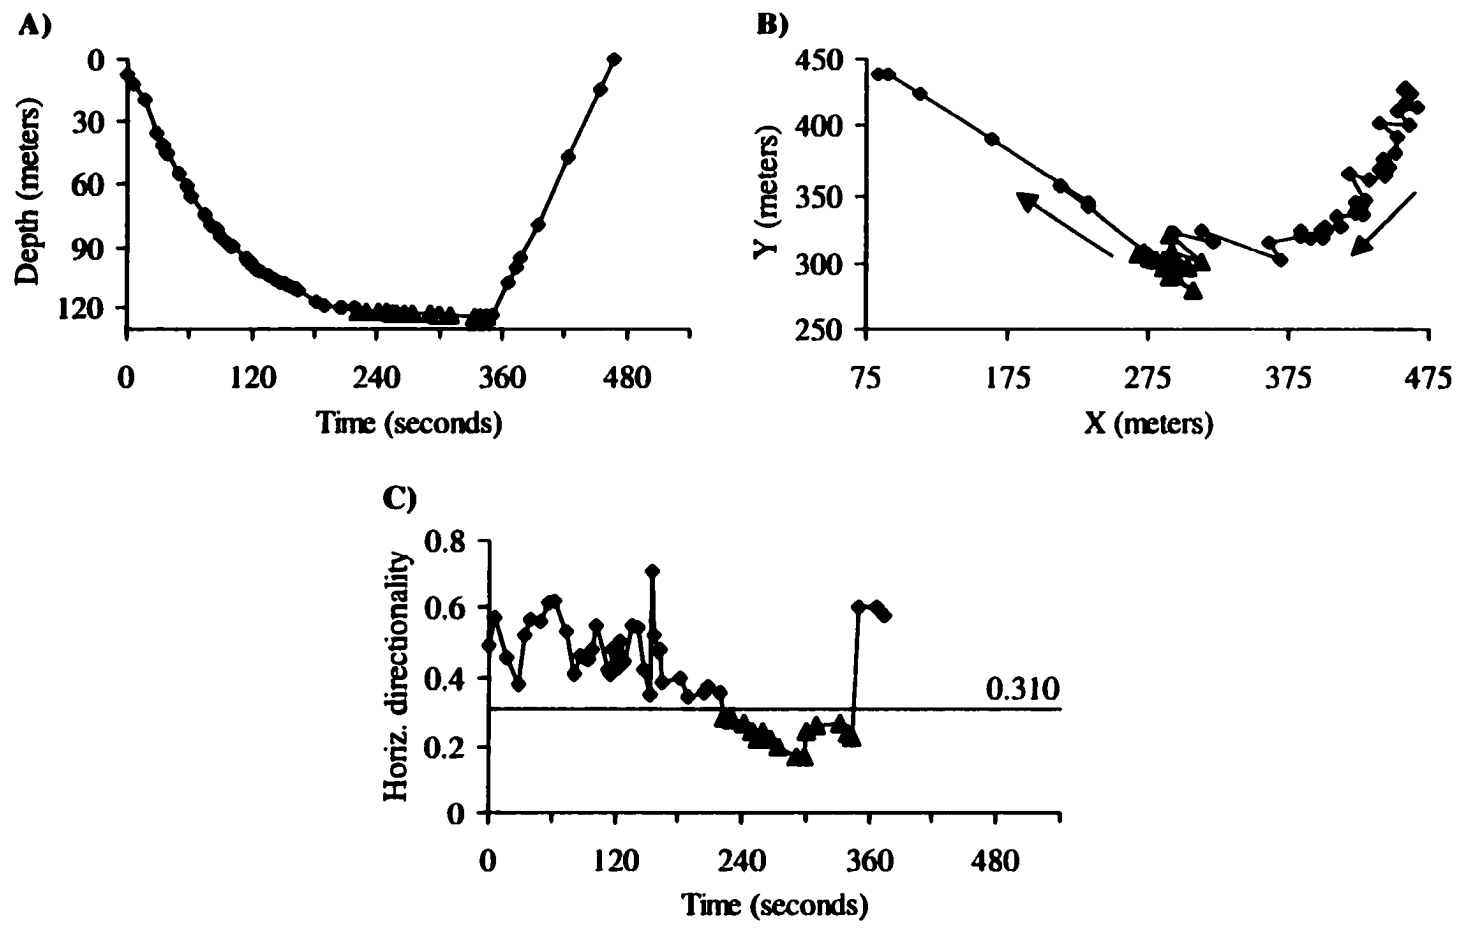 A)
0
30
60
90
120
Depth (meters)
0 120 240 360 480
Time (seconds)
B)
450
400
350
300
250
Y (meters)
75 175 275 375 475
X (meters)
C)
0.8
0.6
0.4
0.2
0
Horiz. directionality
0.310
0 120 240 360 480
Time (seconds)